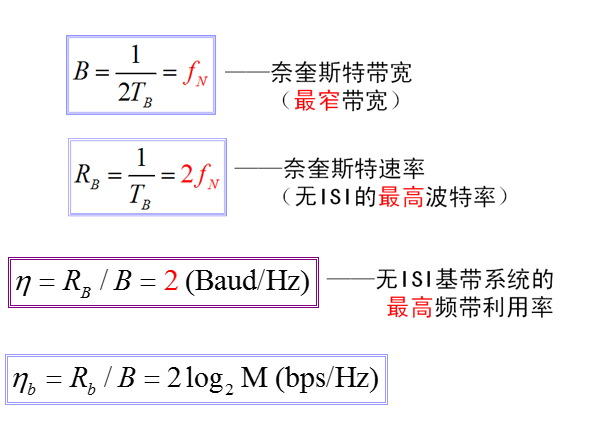 B = 1/(2T_B) = f_N ——奈奎斯特带宽
（最窄带宽）
R_B = 1/T_B = 2f_N ——奈奎斯特速率
（无ISI的最高波特率）
η = R_B / B = 2 (Baud/Hz) ——无ISI基带系统的
最高频带利用率
η_b = R_b / B = 2 log_2 M (bps/Hz)